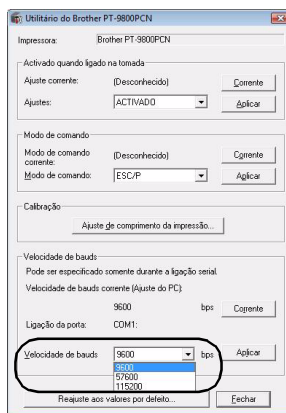 Utilitário do Brother PT-9800PCN
Impressora: Brother PT-9800PCN
Activado quando ligado na tomada
Ajuste corrente: (Desconhecido) Corrente
Ajustes: ACTIVADO Aplicar
Modo de comando
Modo de comando corrente: (Desconhecido) Corrente
Modo de comando: ESC/P Aplicar
Calibração
Ajuste de comprimento da impressão...
Velocidade de bauds
Pode ser especificado somente durante a ligação serial.
Velocidade de bauds corrente (Ajuste do PC):
9600 bps Corrente
Ligação da porta: COM1:
Velocidade de bauds 9600 bps Aplicar
9600
57600
115200
Reajuste aos valores por defeito... Fechar